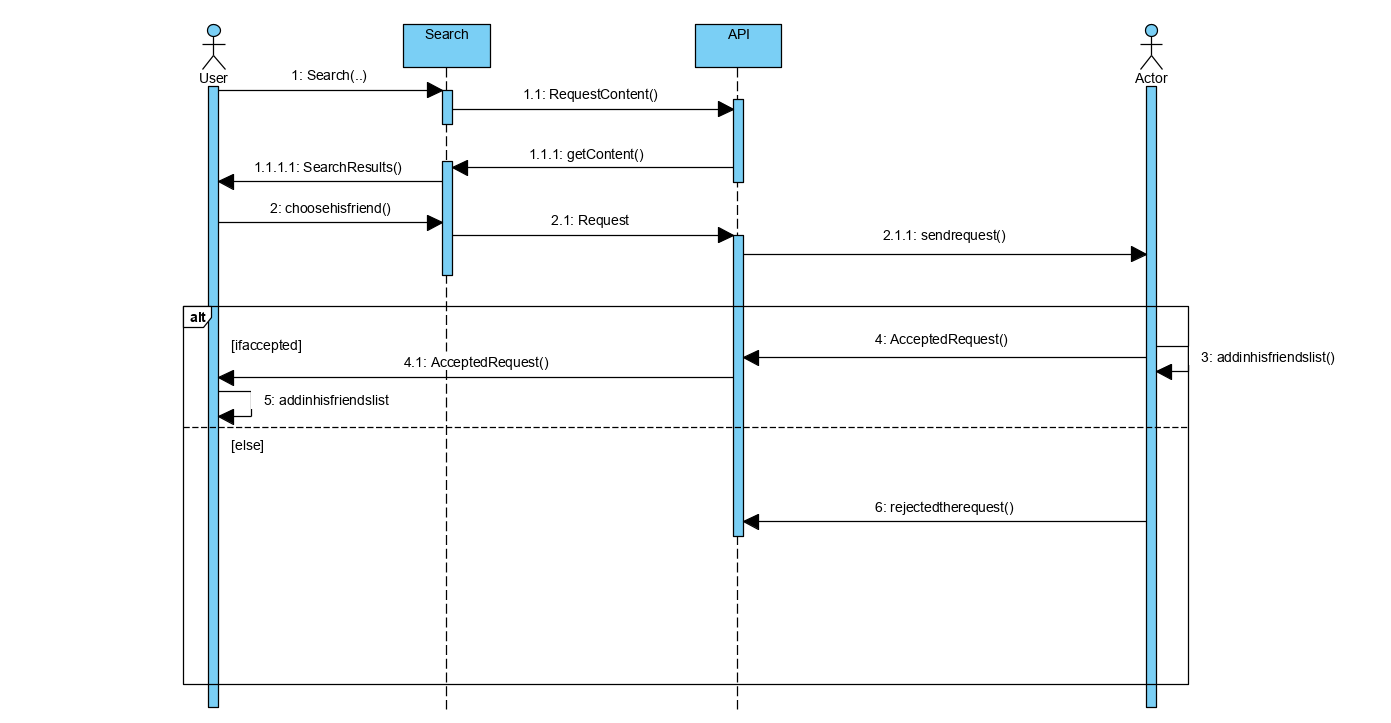 Search
API
User
Actor
1: Search(..)
1.1: RequestContent()
1.1.1: getContent()
1.1.1.1: SearchResults()
2: choosehisfriend()
2.1: Request
2.1.1: sendrequest()
alt
[ifaccepted]
4: AcceptedRequest()
3: addinhisfriendslist()
4.1: AcceptedRequest()
5: addinhisfriendslist
[else]
6: rejectedtherequest()